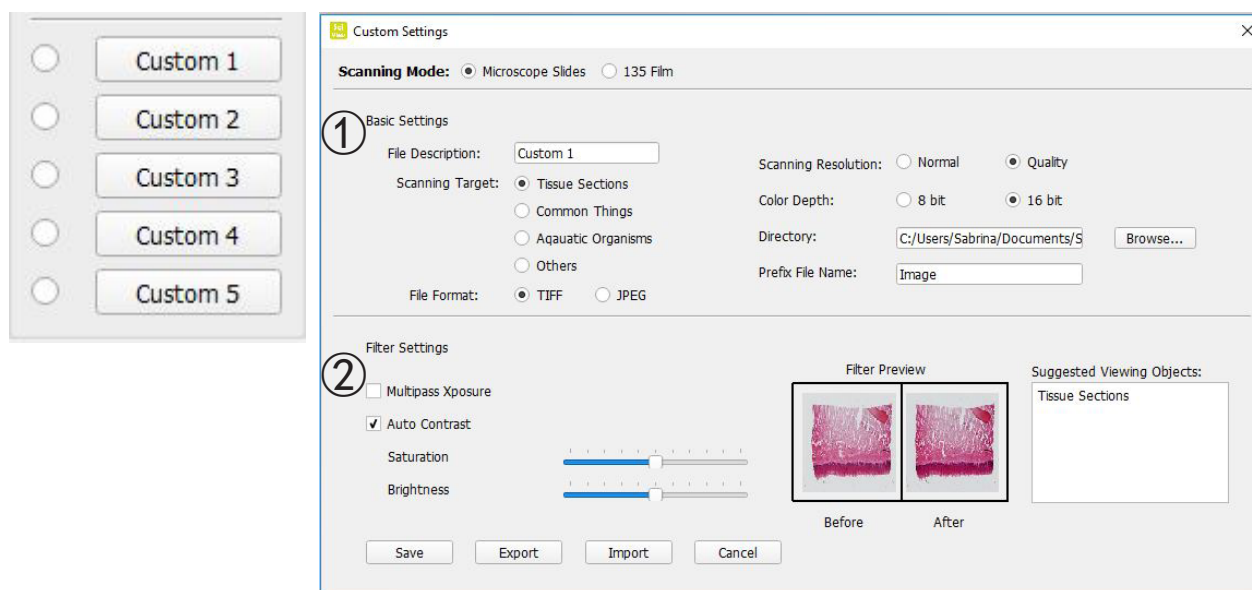 Custom 1
Custom 2
Custom 3
Custom 4
Custom 5
Custom Settings
Scanning Mode: Microscope Slides 135 Film
1
Basic Settings
File Description: Custom 1
Scanning Target: Tissue Sections
Common Things
Aqauatic Organisms
Others
File Format: TIFF JPEG
Scanning Resolution: Normal Quality
Color Depth: 8 bit 16 bit
Directory: C:/Users/Sabrina/Documents/S Browse...
Prefix File Name: Image
2
Filter Settings
Multipass Xposure
Auto Contrast
Saturation
Brightness
Filter Preview
Before After
Suggested Viewing Objects:
Tissue Sections
Save Export Import Cancel